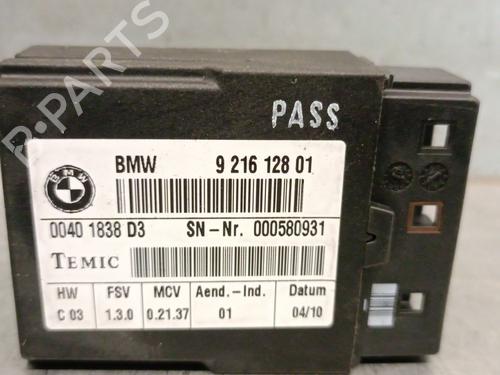 PASS
BMW 9 216 128 01
BMW
0040 1838 D3 SN-Nr. 000580931
TEMIC
HW FSV MCV Aend.-Ind. Datum
C 03 1.3.0 0.21.37 01 04/10
B-PARTS